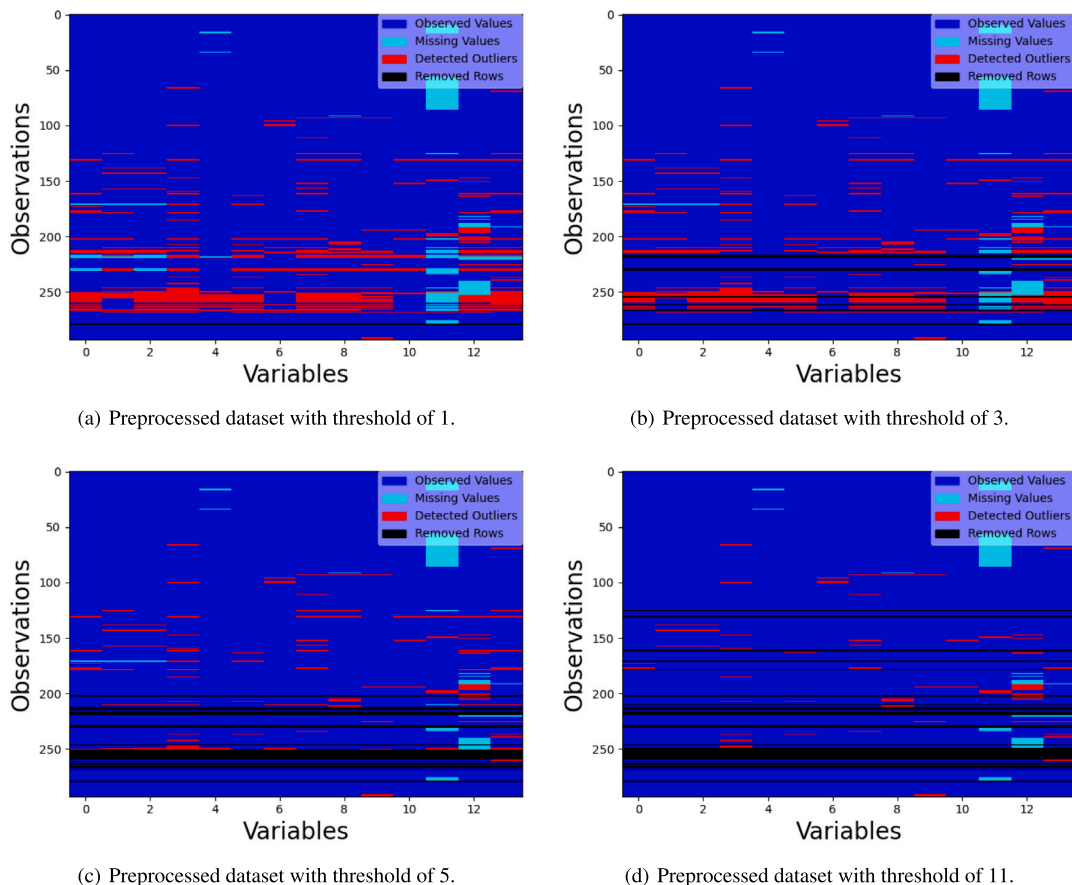 0
50
100
150
200
250
Observations
Observed Values
Missing Values
Detected Outliers
Removed Rows
0 2 4 6 8 10 12
Variables
(a) Preprocessed dataset with threshold of 1.
0
50
100
150
200
250
Observations
Observed Values
Missing Values
Detected Outliers
Removed Rows
0 2 4 6 8 10 12
Variables
(b) Preprocessed dataset with threshold of 3.
0
50
100
150
200
250
Observations
Observed Values
Missing Values
Detected Outliers
Removed Rows
0 2 4 6 8 10 12
Variables
(c) Preprocessed dataset with threshold of 5.
0
50
100
150
200
250
Observations
Observed Values
Missing Values
Detected Outliers
Removed Rows
0 2 4 6 8 10 12
Variables
(d) Preprocessed dataset with threshold of 11.